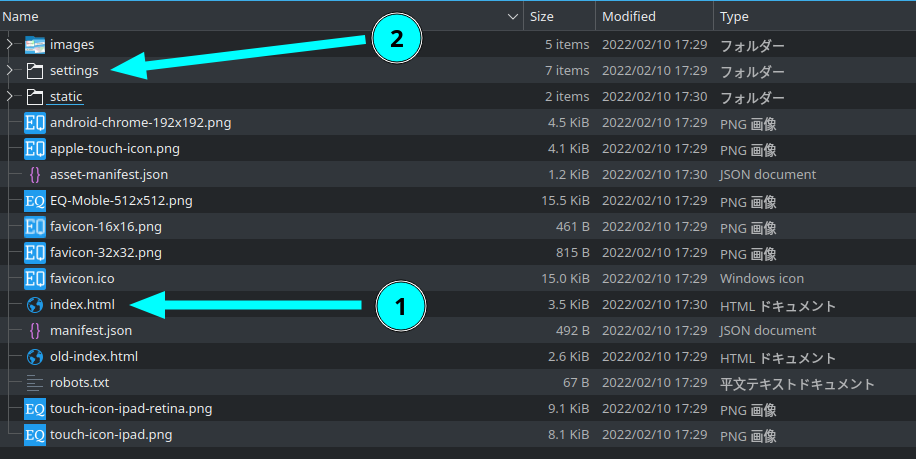 Name Size Modified Type
images 5 items 2022/02/10 17:29 フォルダー
settings 7 items 2022/02/10 17:29 フォルダー
static 2 items 2022/02/10 17:30 フォルダー
EQ android-chrome-192x192.png 4.5 KiB 2022/02/10 17:29 PNG 画像
EQ apple-touch-icon.png 4.1 KiB 2022/02/10 17:29 PNG 画像
{} asset-manifest.json 1.2 KiB 2022/02/10 17:30 JSON document
EQ EQ-Moble-512x512.png 15.5 KiB 2022/02/10 17:29 PNG 画像
EQ favicon-16x16.png 461 B 2022/02/10 17:29 PNG 画像
EQ favicon-32x32.png 815 B 2022/02/10 17:29 PNG 画像
EQ favicon.ico 15.0 KiB 2022/02/10 17:29 Windows icon
index.html 3.5 KiB 2022/02/10 17:30 HTML ドキュメント
{} manifest.json 492 B 2022/02/10 17:29 JSON document
old-index.html 2.6 KiB 2022/02/10 17:29 HTML ドキュメント
robots.txt 67 B 2022/02/10 17:29 平文テキストドキュメント
EQ touch-icon-ipad-retina.png 9.1 KiB 2022/02/10 17:29 PNG 画像
EQ touch-icon-ipad.png 8.1 KiB 2022/02/10 17:29 PNG 画像
2
1